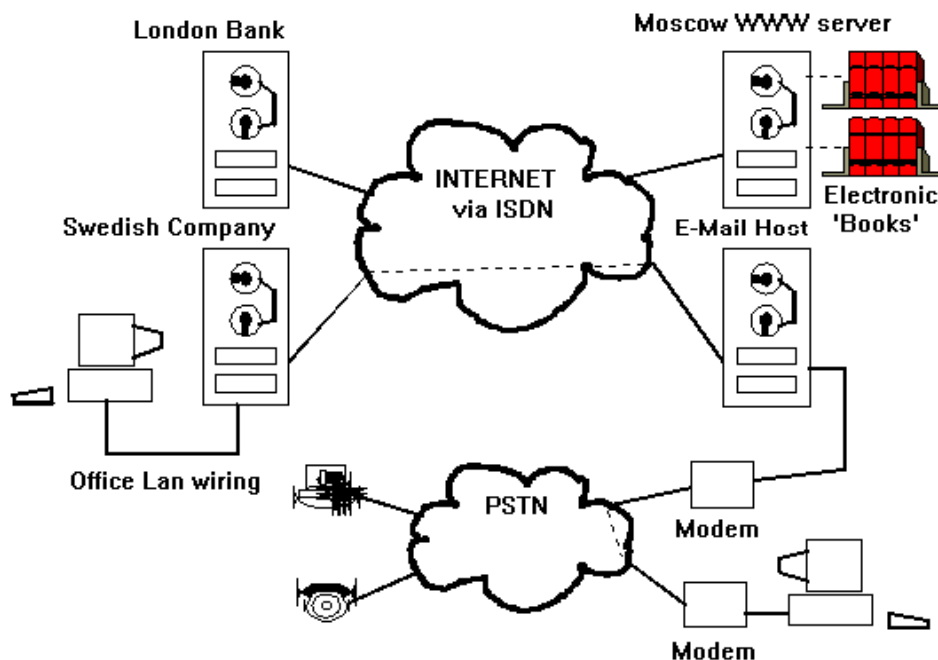 London Bank
Moscow WWW server
INTERNET
via ISDN
Electronic
'Books'
Swedish Company
E-Mail Host
Office Lan wiring
PSTN
Modem
Modem